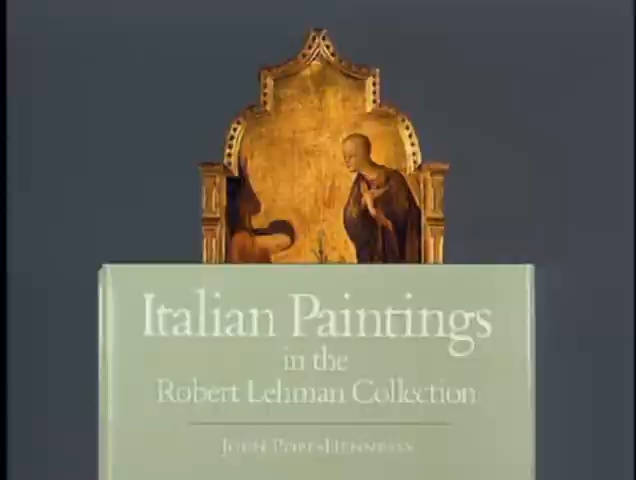 Italian Paintings
in the
Robert Lehman Collection
JOHN POPE-HENNESSY